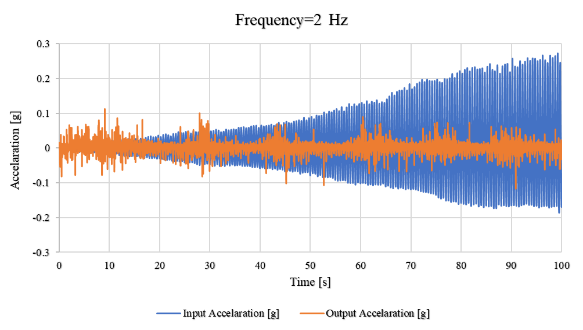 Frequency=2 Hz
0.3
0.2
0.1
0
-0.1
-0.2
-0.3
Accelaration [g]
0 10 20 30 40 50 60 70 80 90 100
Time [s]
Input Accelaration [g] Output Accelaration [g]